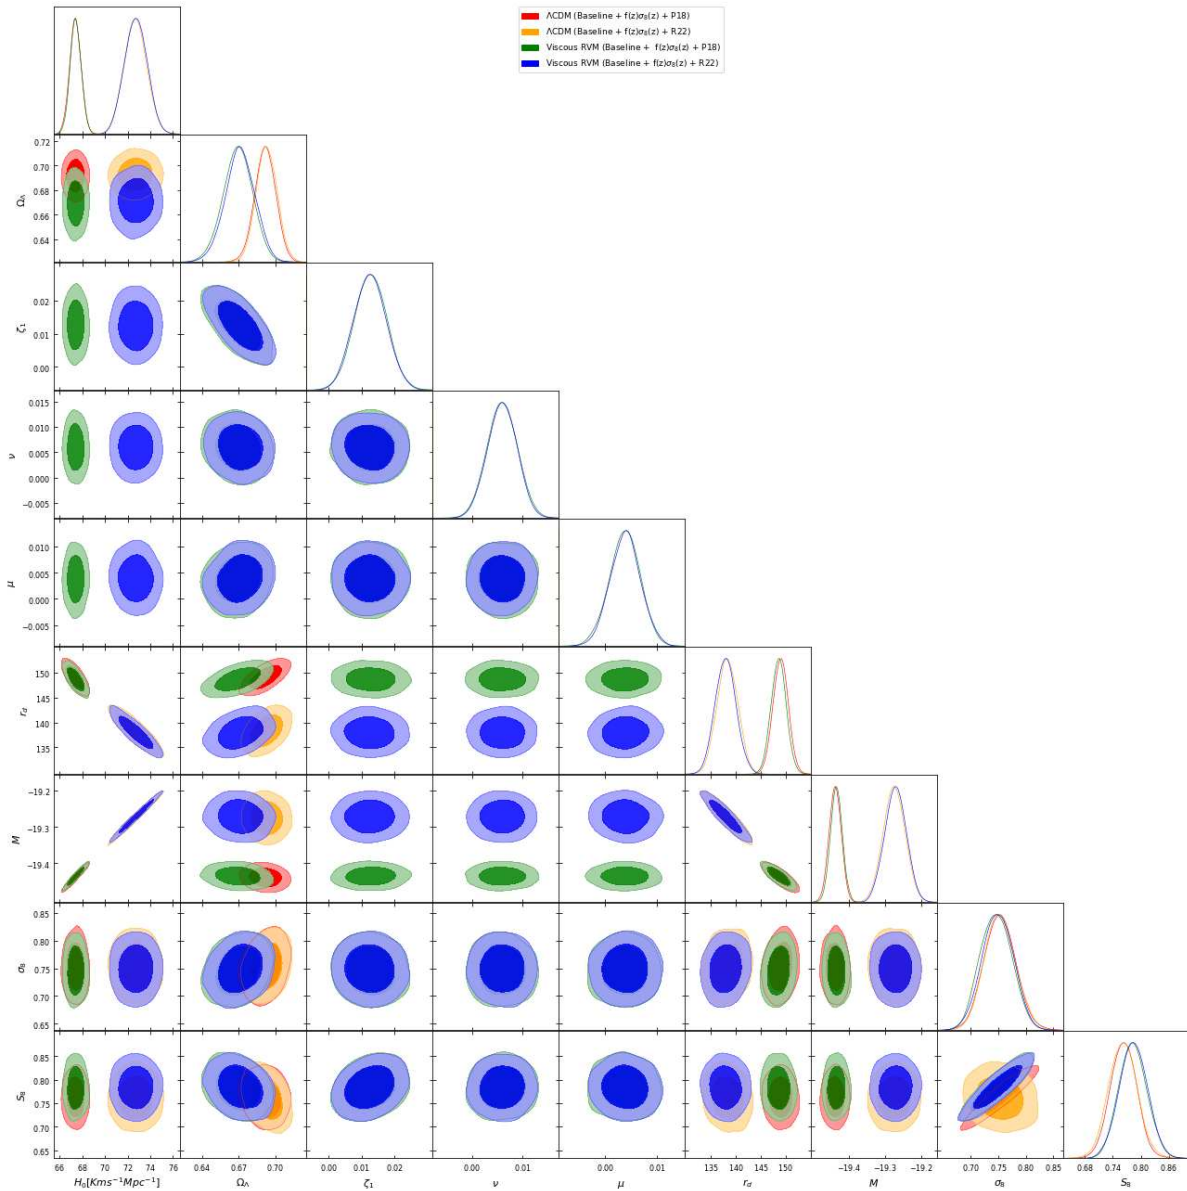 ΛCDM (Baseline + f(z)σ₈(z) + P18)
ΛCDM (Baseline + f(z)σ₈(z) + R22)
Viscous RVM (Baseline + f(z)σ₈(z) + P18)
Viscous RVM (Baseline + f(z)σ₈(z) + R22)
0.72
0.70
0.68
0.66
0.64
Ω_Λ
0.02
0.01
0.00
ζ₁
0.015
0.010
0.005
0.000
−0.005
ν
0.010
0.005
0.000
−0.005
μ
150
145
140
135
r_d
−19.2
−19.3
−19.4
M
0.85
0.80
0.75
0.70
0.65
σ₈
0.85
0.80
0.75
0.70
0.65
S₈
66 68 70 72 74 76 0.64 0.67 0.70 0.00 0.01 0.02 0.00 0.01 0.00 0.01 135 140 145 150 −19.4 −19.3 −19.2 0.70 0.75 0.80 0.85 0.68 0.74 0.80 0.86
H₀[Kms⁻¹Mpc⁻¹] Ω_Λ ζ₁ ν μ r_d M σ₈ S₈